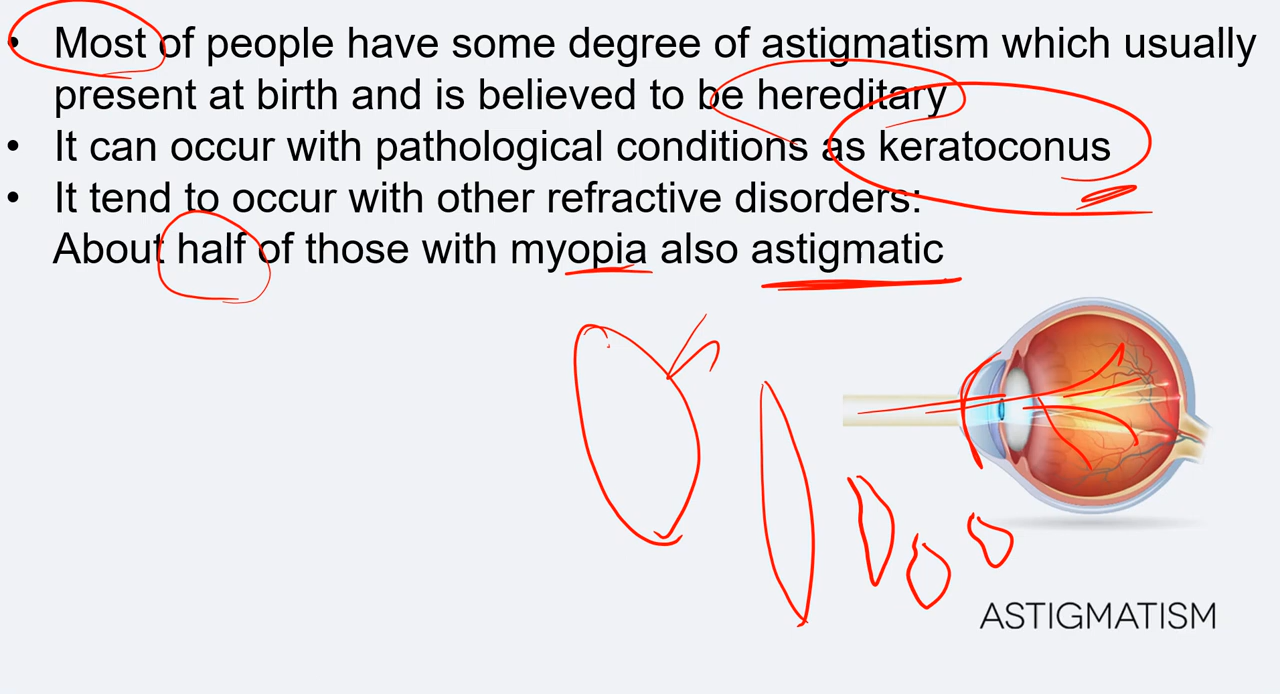 • Most of people have some degree of astigmatism which usually
present at birth and is believed to be hereditary
• It can occur with pathological conditions as keratoconus
• It tend to occur with other refractive disorders:
About half of those with myopia also astigmatic
ASTIGMATISM